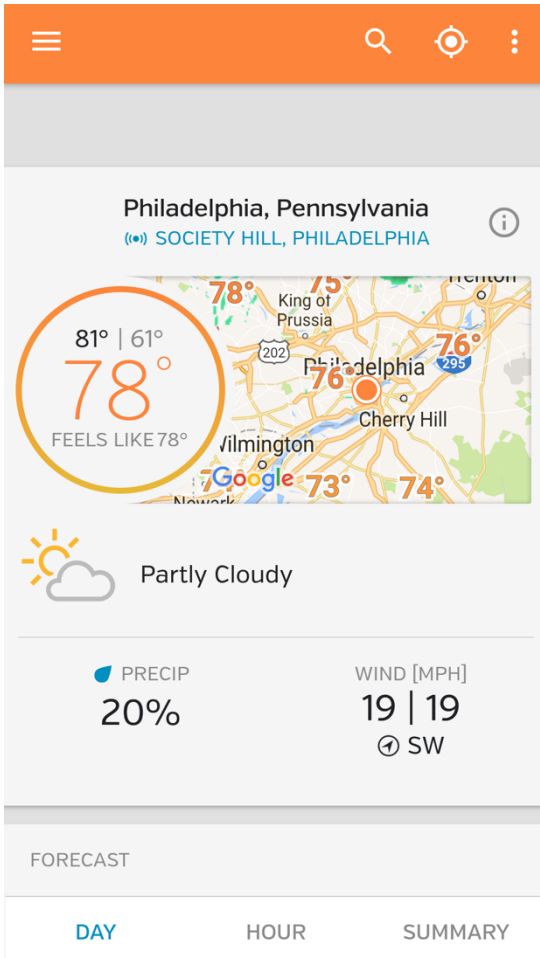 Philadelphia, Pennsylvania
SOCIETY HILL, PHILADELPHIA
81° | 61°
78°
FEELS LIKE 78°
78°
75°
King of
Prussia
202
Philadelphia
76°
76°
295
Cherry Hill
Google
73°
74°
Partly Cloudy
PRECIP
20%
WIND [MPH]
19 | 19
SW
FORECAST
DAY
HOUR
SUMMARY